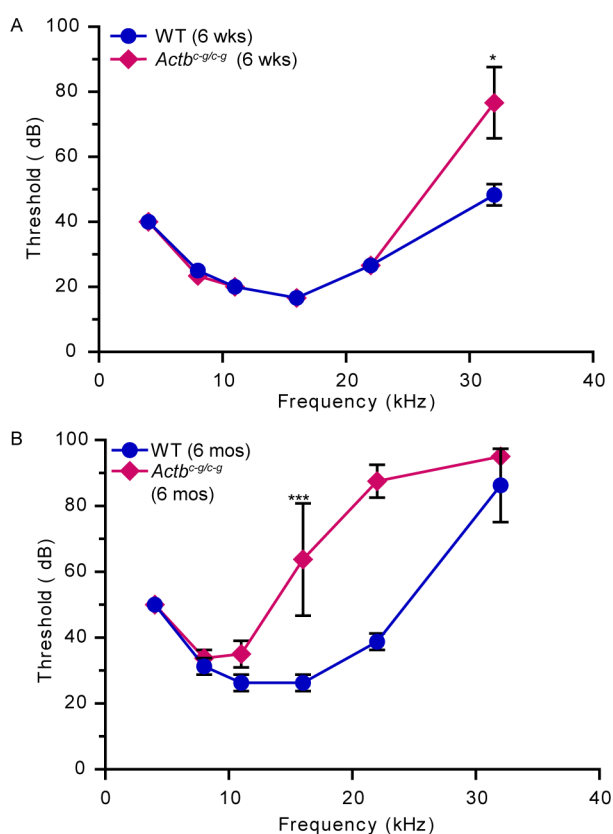 A
100
WT (6 wks)
Actb^c-g/c-g (6 wks)
*
80
60
40
20
0
Threshold ( dB)
0 10 20 30 40
Frequency (kHz)
B
100
WT (6 mos)
Actb^c-g/c-g
(6 mos)
***
80
60
40
20
0
Threshold ( dB)
0 10 20 30 40
Frequency (kHz)